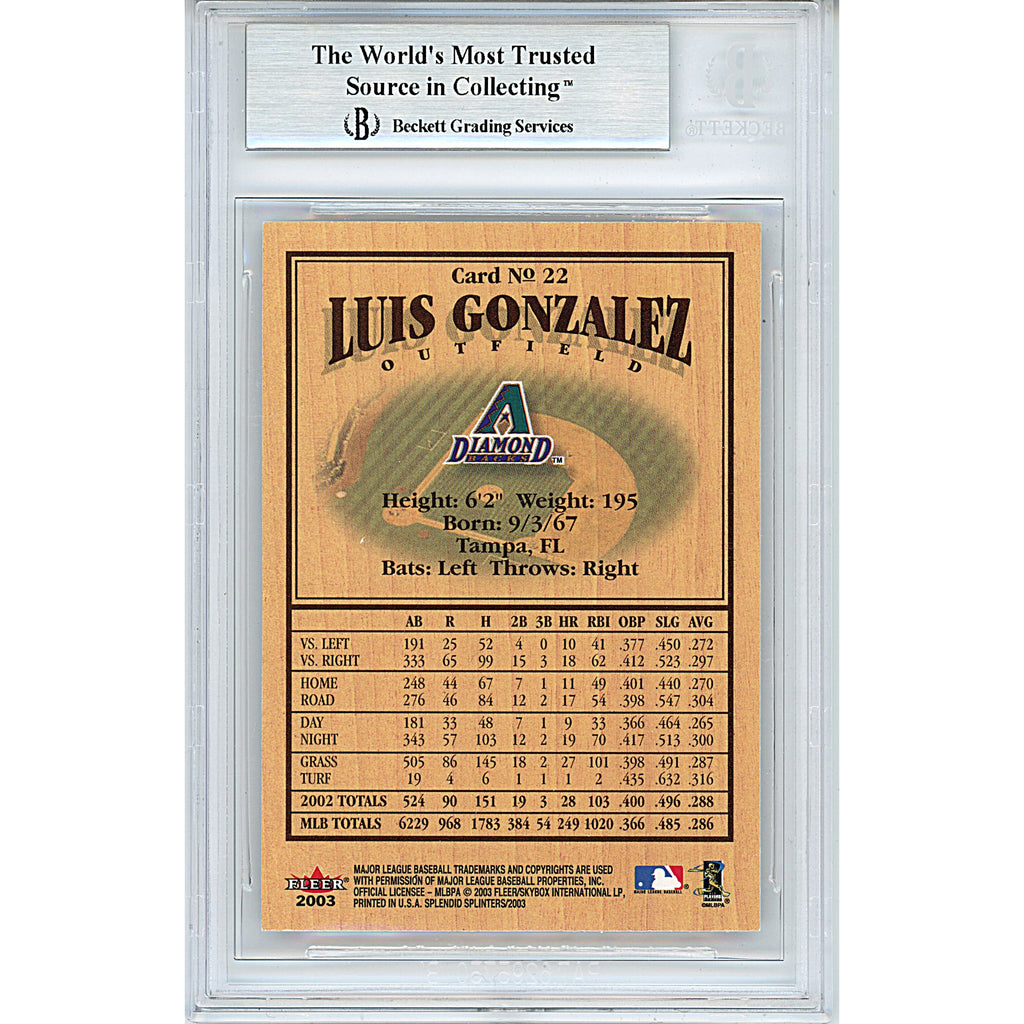 The World's Most Trusted
Source in Collecting™
B Beckett Grading Services
BECKETT®
Card Nº 22
LUIS GONZALEZ
OUTFIELD
A
DIAMOND
BACKS TM
Height: 6'2" Weight: 195
Born: 9/3/67
Tampa, FL
Bats: Left Throws: Right
AB R H 2B 3B HR RBI OBP SLG AVG
VS. LEFT 191 25 52 4 0 10 41 .377 .450 .272
VS. RIGHT 333 65 99 15 3 18 62 .412 .523 .297
HOME 248 44 67 7 1 11 49 .401 .440 .270
ROAD 276 46 84 12 2 17 54 .398 .547 .304
DAY 181 33 48 7 1 9 33 .366 .464 .265
NIGHT 343 57 103 12 2 19 70 .417 .513 .300
GRASS 505 86 145 18 2 27 101 .398 .491 .287
TURF 19 4 6 1 1 1 2 .435 .632 .316
2002 TOTALS 524 90 151 19 3 28 103 .400 .496 .288
MLB TOTALS 6229 968 1783 384 54 249 1020 .366 .485 .286
FLEER®
2003
MAJOR LEAGUE BASEBALL TRADEMARKS AND COPYRIGHTS ARE USED
WITH PERMISSION OF MAJOR LEAGUE BASEBALL PROPERTIES, INC.
OFFICIAL LICENSEE – MLBPA © 2003 FLEER/SKYBOX INTERNATIONAL LP,
PRINTED IN U.S.A. SPLENDID SPLINTERS/2003
MAJOR LEAGUE BASEBALL®
©MLBPA